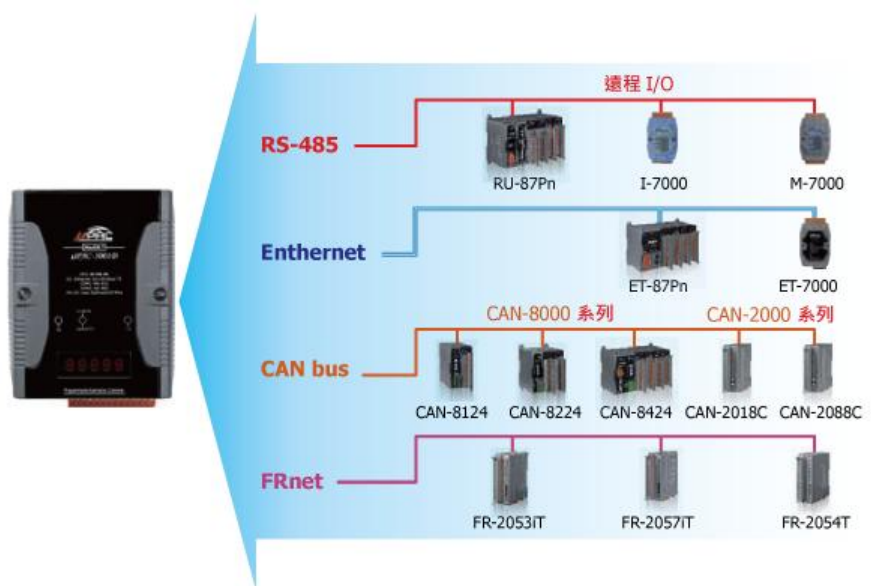 遠程 I/O
RS-485
RU-87Pn
I-7000
M-7000
Enthernet
ET-87Pn
ET-7000
CAN-8000 系列
CAN-2000 系列
CAN bus
CAN-8124
CAN-8224
CAN-8424
CAN-2018C
CAN-2088C
FRnet
FR-2053iT
FR-2057iT
FR-2054T